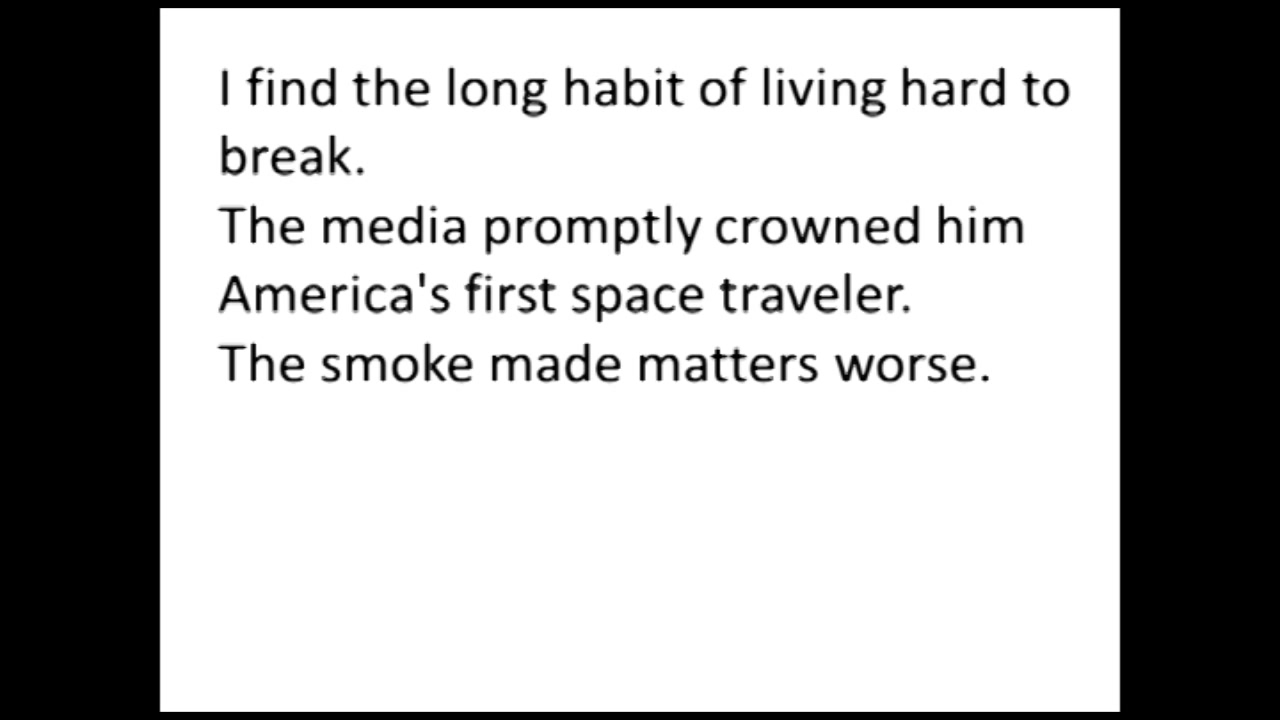 I find the long habit of living hard to
break.
The media promptly crowned him
America's first space traveler.
The smoke made matters worse.